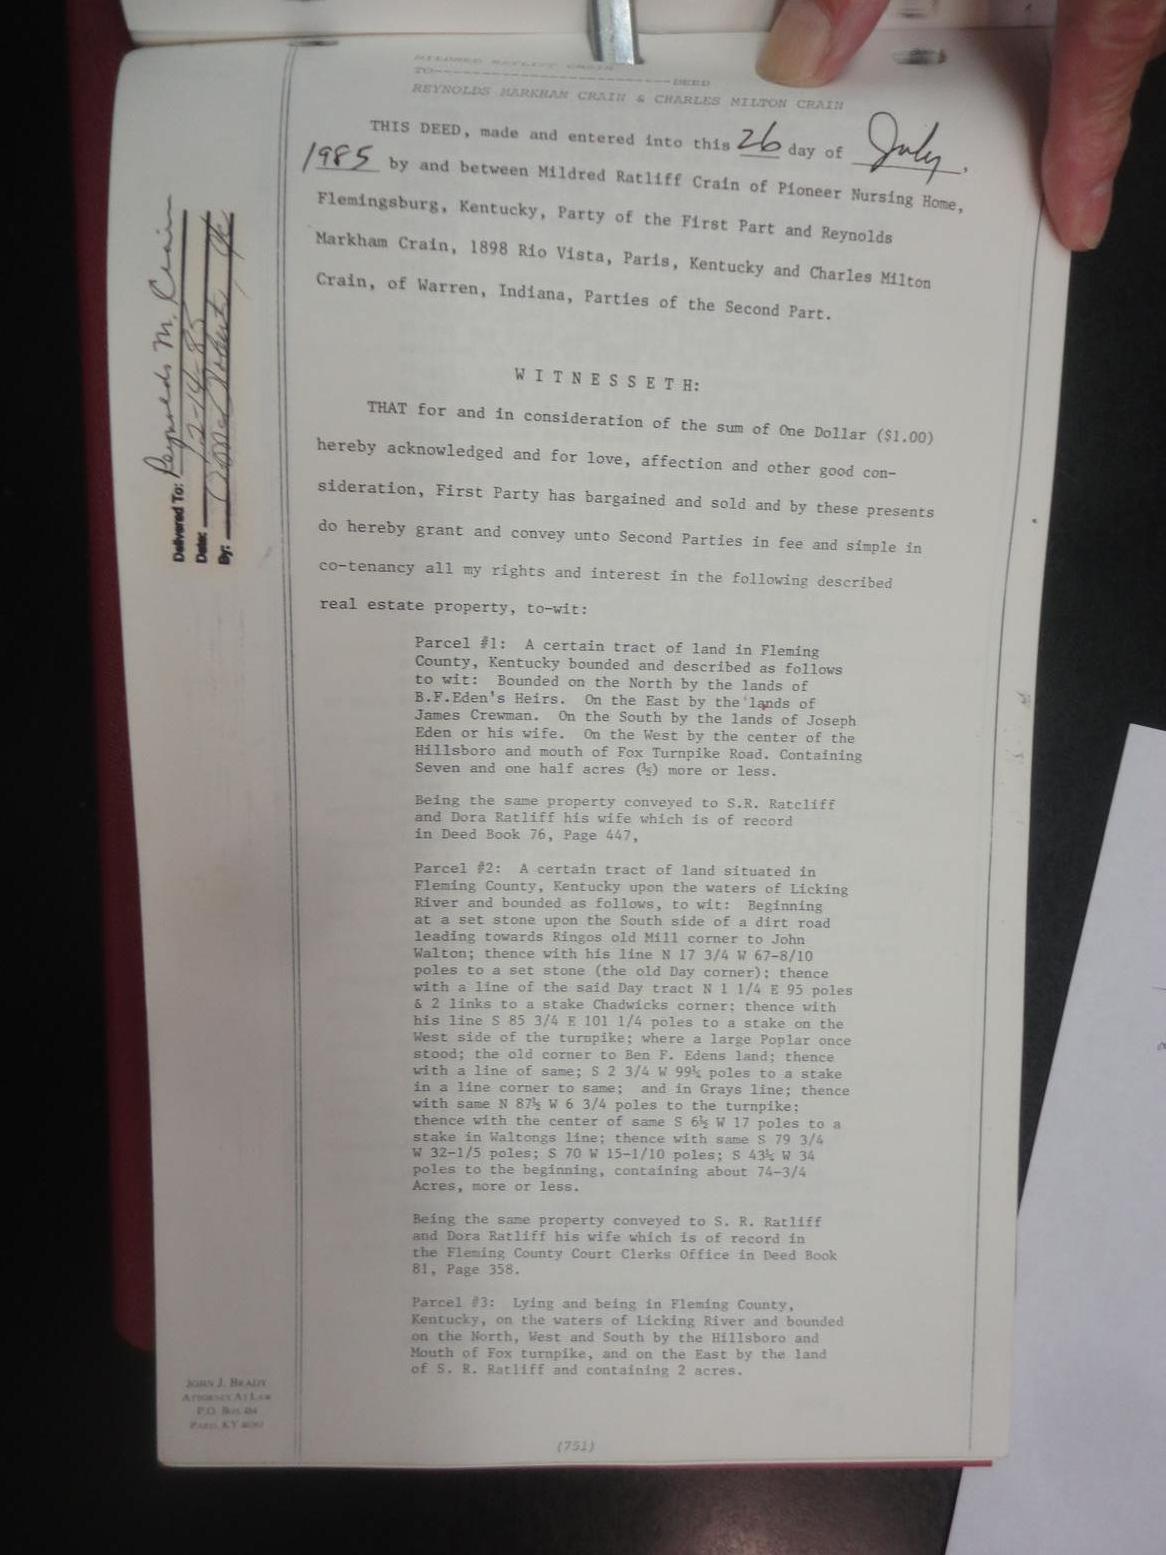 MILDRED RATLIFF CRAIN
TO------------------------DEED
REYNOLDS MARKHAM CRAIN & CHARLES MILTON CRAIN
THIS DEED, made and entered into this 26 day of July,
1985 by and between Mildred Ratliff Crain of Pioneer Nursing Home,
Flemingsburg, Kentucky, Party of the First Part and Reynolds
Markham Crain, 1898 Rio Vista, Paris, Kentucky and Charles Milton
Crain, of Warren, Indiana, Parties of the Second Part.
W I T N E S S E T H:
THAT for and in consideration of the sum of One Dollar ($1.00)
hereby acknowledged and for love, affection and other good con-
sideration, First Party has bargained and sold and by these presents
do hereby grant and convey unto Second Parties in fee and simple in
co-tenancy all my rights and interest in the following described
real estate property, to-wit:
Parcel #1: A certain tract of land in Fleming
County, Kentucky bounded and described as follows
to wit: Bounded on the North by the lands of
B.F.Eden's Heirs. On the East by the lands of
James Crewman. On the South by the lands of Joseph
Eden or his wife. On the West by the center of the
Hillsboro and mouth of Fox Turnpike Road. Containing
Seven and one half acres (½) more or less.
Being the same property conveyed to S.R. Ratcliff
and Dora Ratliff his wife which is of record
in Deed Book 76, Page 447,
Parcel #2: A certain tract of land situated in
Fleming County, Kentucky upon the waters of Licking
River and bounded as follows, to wit: Beginning
at a set stone upon the South side of a dirt road
leading towards Ringos old Mill corner to John
Walton; thence with his line N 17 3/4 W 67-8/10
poles to a set stone (the old Day corner); thence
with a line of the said Day tract N 1 1/4 E 95 poles
& 2 links to a stake Chadwicks corner; thence with
his line S 85 3/4 E 101 1/4 poles to a stake on the
West side of the turnpike; where a large Poplar once
stood; the old corner to Ben F. Edens land; thence
with a line of same; S 2 3/4 W poles to a stake
in a line corner to same; and in Grays line; thence
with same N 87½ W 6 3/4 poles to the turnpike;
thence with the center of same S 6½ W 17 poles to a
stake in Waltongs line; thence with same S 79 3/4
W 32-1/5 poles; S 70 W 15-1/10 poles; S W 34
poles to the beginning, containing about 74-3/4
Acres, more or less.
Being the same property conveyed to S. R. Ratliff
and Dora Ratliff his wife which is of record in
the Fleming County Court Clerks Office in Deed Book
81, Page 358.
Parcel #3: Lying and being in Fleming County,
Kentucky, on the waters of Licking River and bounded
on the North, West and South by the Hillsboro and
Mouth of Fox turnpike, and on the East by the land
of S. R. Ratliff and containing 2 acres.
(751)
Delivered To: Reynolds M. Crain
Date: 12-14-85
By:
JOHN J. BRADY
ATTORNEY AT LAW
P.O. Box
PARIS, KY